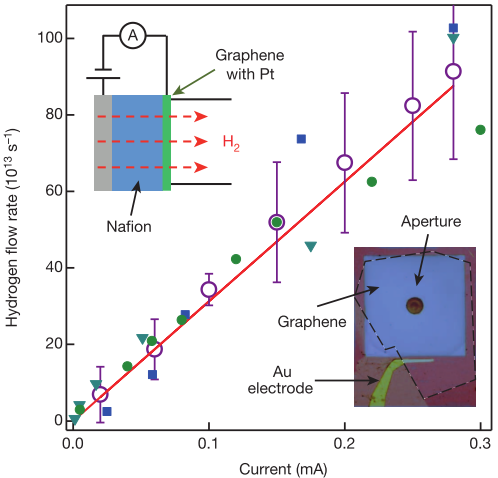 100
80
60
40
20
0
Hydrogen flow rate (10¹³ s⁻¹)
A
Graphene
with Pt
H₂
Nafion
Aperture
Graphene
Au
electrode
0.0
0.1
0.2
0.3
Current (mA)